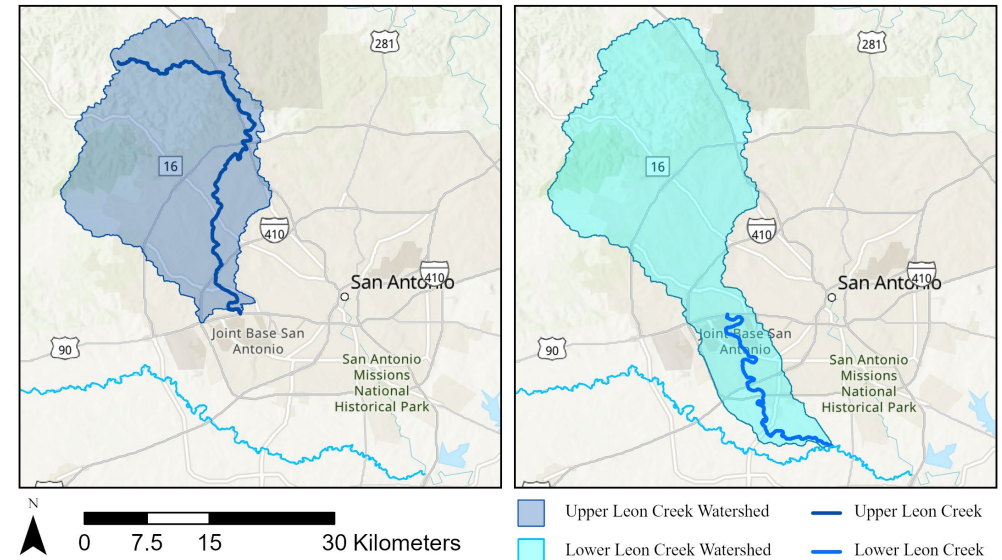 281
16
410
San Antonio
410
Joint Base San
Antonio
90
San Antonio
Missions
National
Historical Park
281
16
410
San Antonio
410
Joint Base San
Antonio
90
San Antonio
Missions
National
Historical Park
N
0 7.5 15 30 Kilometers
Upper Leon Creek Watershed
Upper Leon Creek
Lower Leon Creek Watershed
Lower Leon Creek